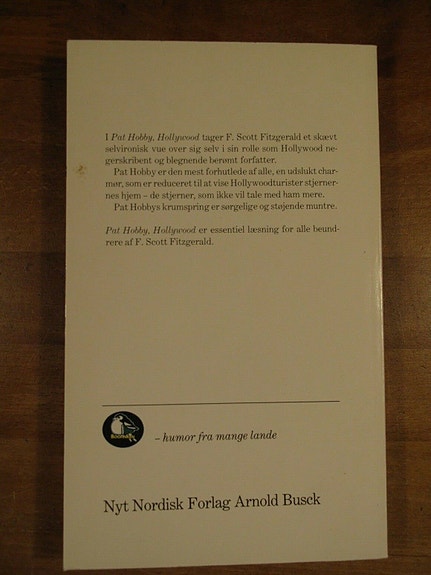 I Pat Hobby, Hollywood tager F. Scott Fitzgerald et skævt
selvironisk vue over sig selv i sin rolle som Hollywood ne-
gerskribent og blegnende berømt forfatter.
Pat Hobby er den mest forhutlede af alle, en udslukt char-
mør, som er reduceret til at vise Hollywoodturister stjerner-
nes hjem – de stjerner, som ikke vil tale med ham mere.
Pat Hobbys krumspring er sørgelige og støjende muntre.
Pat Hobby, Hollywood er essentiel læsning for alle beund-
rere af F. Scott Fitzgerald.
– humor fra mange lande
Nyt Nordisk Forlag Arnold Busck